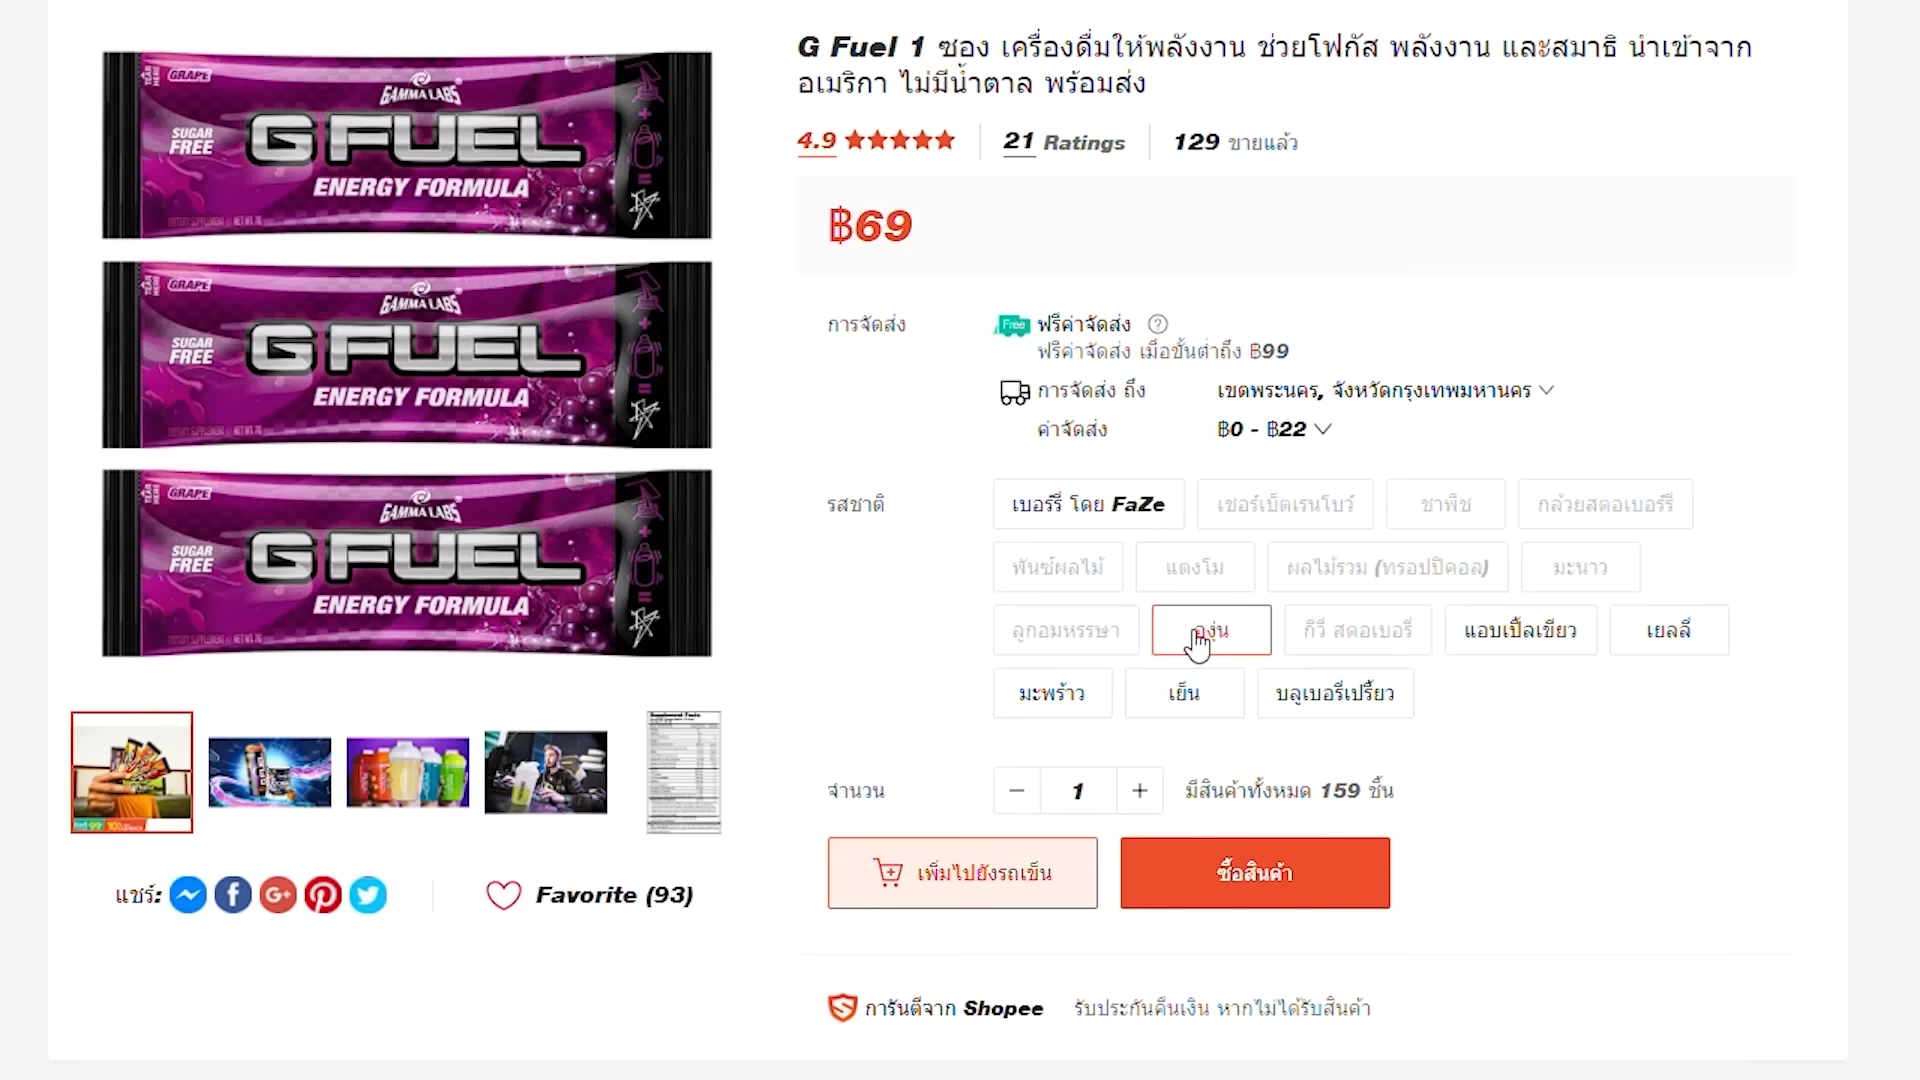 G Fuel 1 ซอง เครื่องดื่มให้พลังงาน ช่วยโฟกัส พลังงาน และสมาธิ นำเข้าจาก
อเมริกา ไม่มีน้ำตาล พร้อมส่ง
4.9
21 Ratings
129 ขายแล้ว
฿69
GRAPE
TEAR HERE
GAMMA LABS
SUGAR
FREE
G FUEL
ENERGY FORMULA
GRAPE
TEAR HERE
GAMMA LABS
SUGAR
FREE
G FUEL
ENERGY FORMULA
GRAPE
TEAR HERE
GAMMA LABS
SUGAR
FREE
G FUEL
ENERGY FORMULA
การจัดส่ง
Free ฟรีค่าจัดส่ง ?
ฟรีค่าจัดส่ง เมื่อขั้นต่ำถึง ฿99
การจัดส่ง ถึง เขตพระนคร, จังหวัดกรุงเทพมหานคร
ค่าจัดส่ง ฿0 - ฿22
รสชาติ
เบอร์รี่ โดย FaZe เชอร์เบ็ตเรนโบว์ ชาพีช กล้วยสตอเบอร์รี่
พันช์ผลไม้ แตงโม ผลไม้รวม (ทรอปปิคอล) มะนาว
ลูกอมหรรษา องุ่น กีวี สตอเบอรี่ แอบเปิ้ลเขียว เยลลี่
มะพร้าว เย็น บลูเบอรี่เปรี้ยว
จำนวน
− 1 + มีสินค้าทั้งหมด 159 ชิ้น
เพิ่มไปยังรถเข็น
ซื้อสินค้า
แชร์:
Favorite (93)
การันตีจาก Shopee รับประกันคืนเงิน หากไม่ได้รับสินค้า